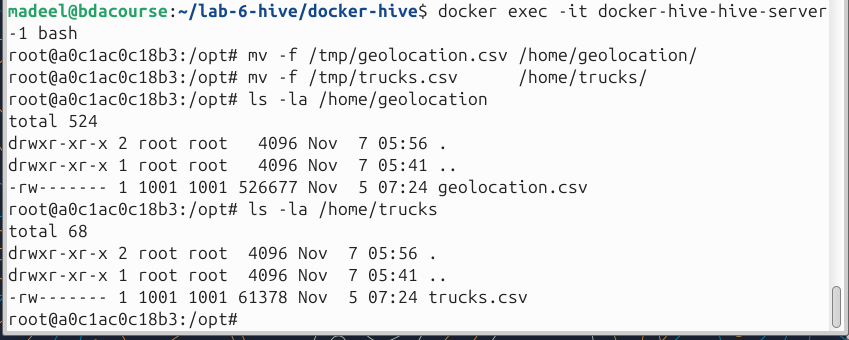 madeel@bdacourse:~/lab-6-hive/docker-hive$ docker exec -it docker-hive-hive-server
-1 bash
root@a0c1ac0c18b3:/opt# mv -f /tmp/geolocation.csv /home/geolocation/
root@a0c1ac0c18b3:/opt# mv -f /tmp/trucks.csv      /home/trucks/
root@a0c1ac0c18b3:/opt# ls -la /home/geolocation
total 524
drwxr-xr-x 2 root root   4096 Nov  7 05:56 .
drwxr-xr-x 1 root root   4096 Nov  7 05:41 ..
-rw------- 1 1001 1001 526677 Nov  5 07:24 geolocation.csv
root@a0c1ac0c18b3:/opt# ls -la /home/trucks
total 68
drwxr-xr-x 2 root root  4096 Nov  7 05:56 .
drwxr-xr-x 1 root root  4096 Nov  7 05:41 ..
-rw------- 1 1001 1001 61378 Nov  5 07:24 trucks.csv
root@a0c1ac0c18b3:/opt#